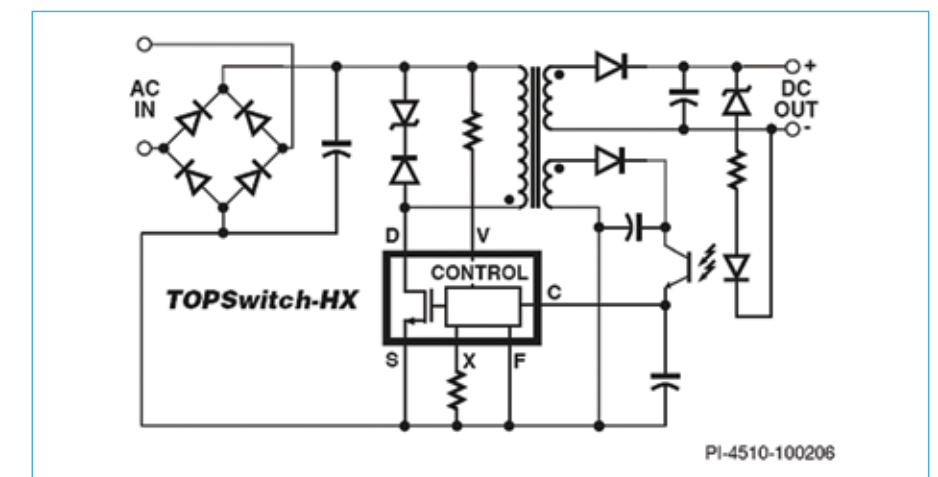 AC
IN
+
DC
OUT
-
D
V
CONTROL
TOPSwitch-HX
C
S
X
F
PI-4510-100206